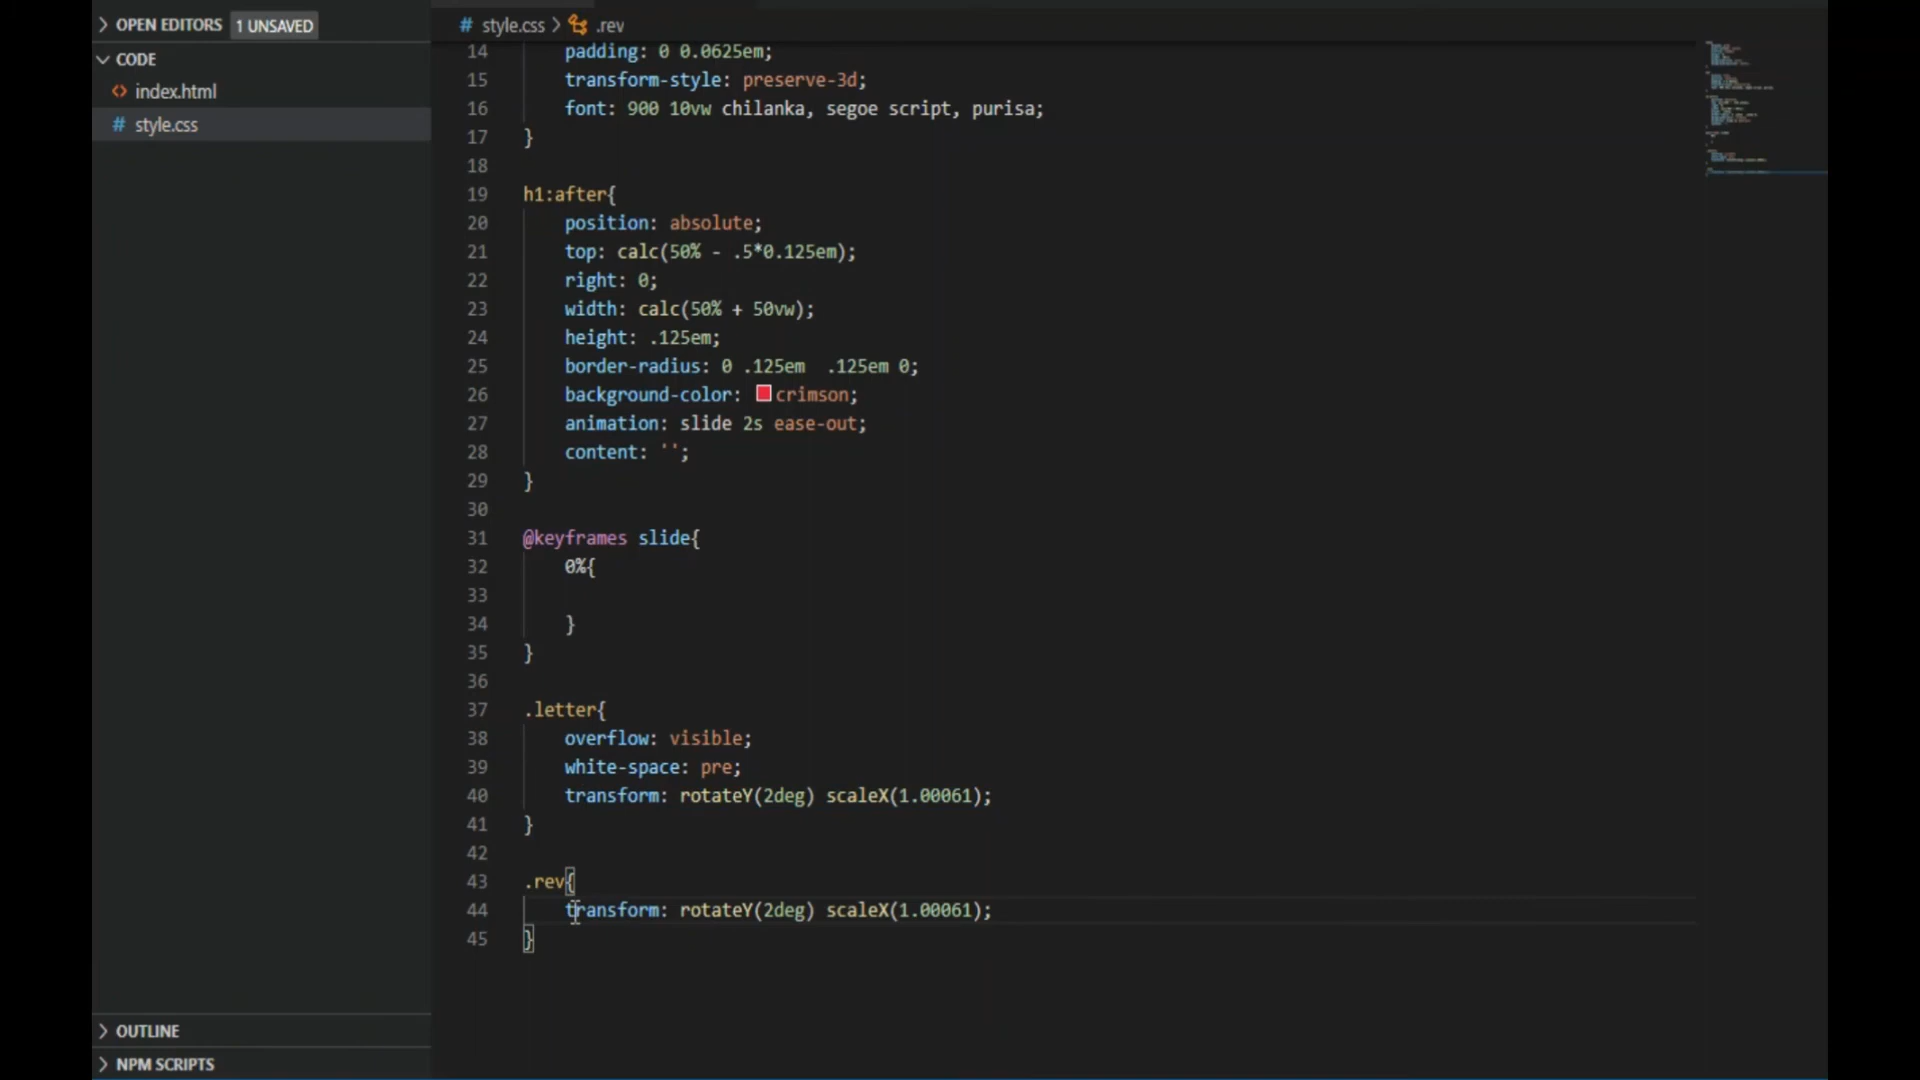 OPEN EDITORS 1 UNSAVED
CODE
index.html
# style.css
OUTLINE
NPM SCRIPTS
# style.css > .rev
14 padding: 0 0.0625em;
15 transform-style: preserve-3d;
16 font: 900 10vw chilanka, segoe script, purisa;
17 }
18
19 h1:after{
20 position: absolute;
21 top: calc(50% - .5*0.125em);
22 right: 0;
23 width: calc(50% + 50vw);
24 height: .125em;
25 border-radius: 0 .125em  .125em 0;
26 background-color: crimson;
27 animation: slide 2s ease-out;
28 content: '';
29 }
30
31 @keyframes slide{
32 0%{
33
34 }
35 }
36
37 .letter{
38 overflow: visible;
39 white-space: pre;
40 transform: rotateY(2deg) scaleX(1.00061);
41 }
42
43 .rev{
44 transform: rotateY(2deg) scaleX(1.00061);
45 }